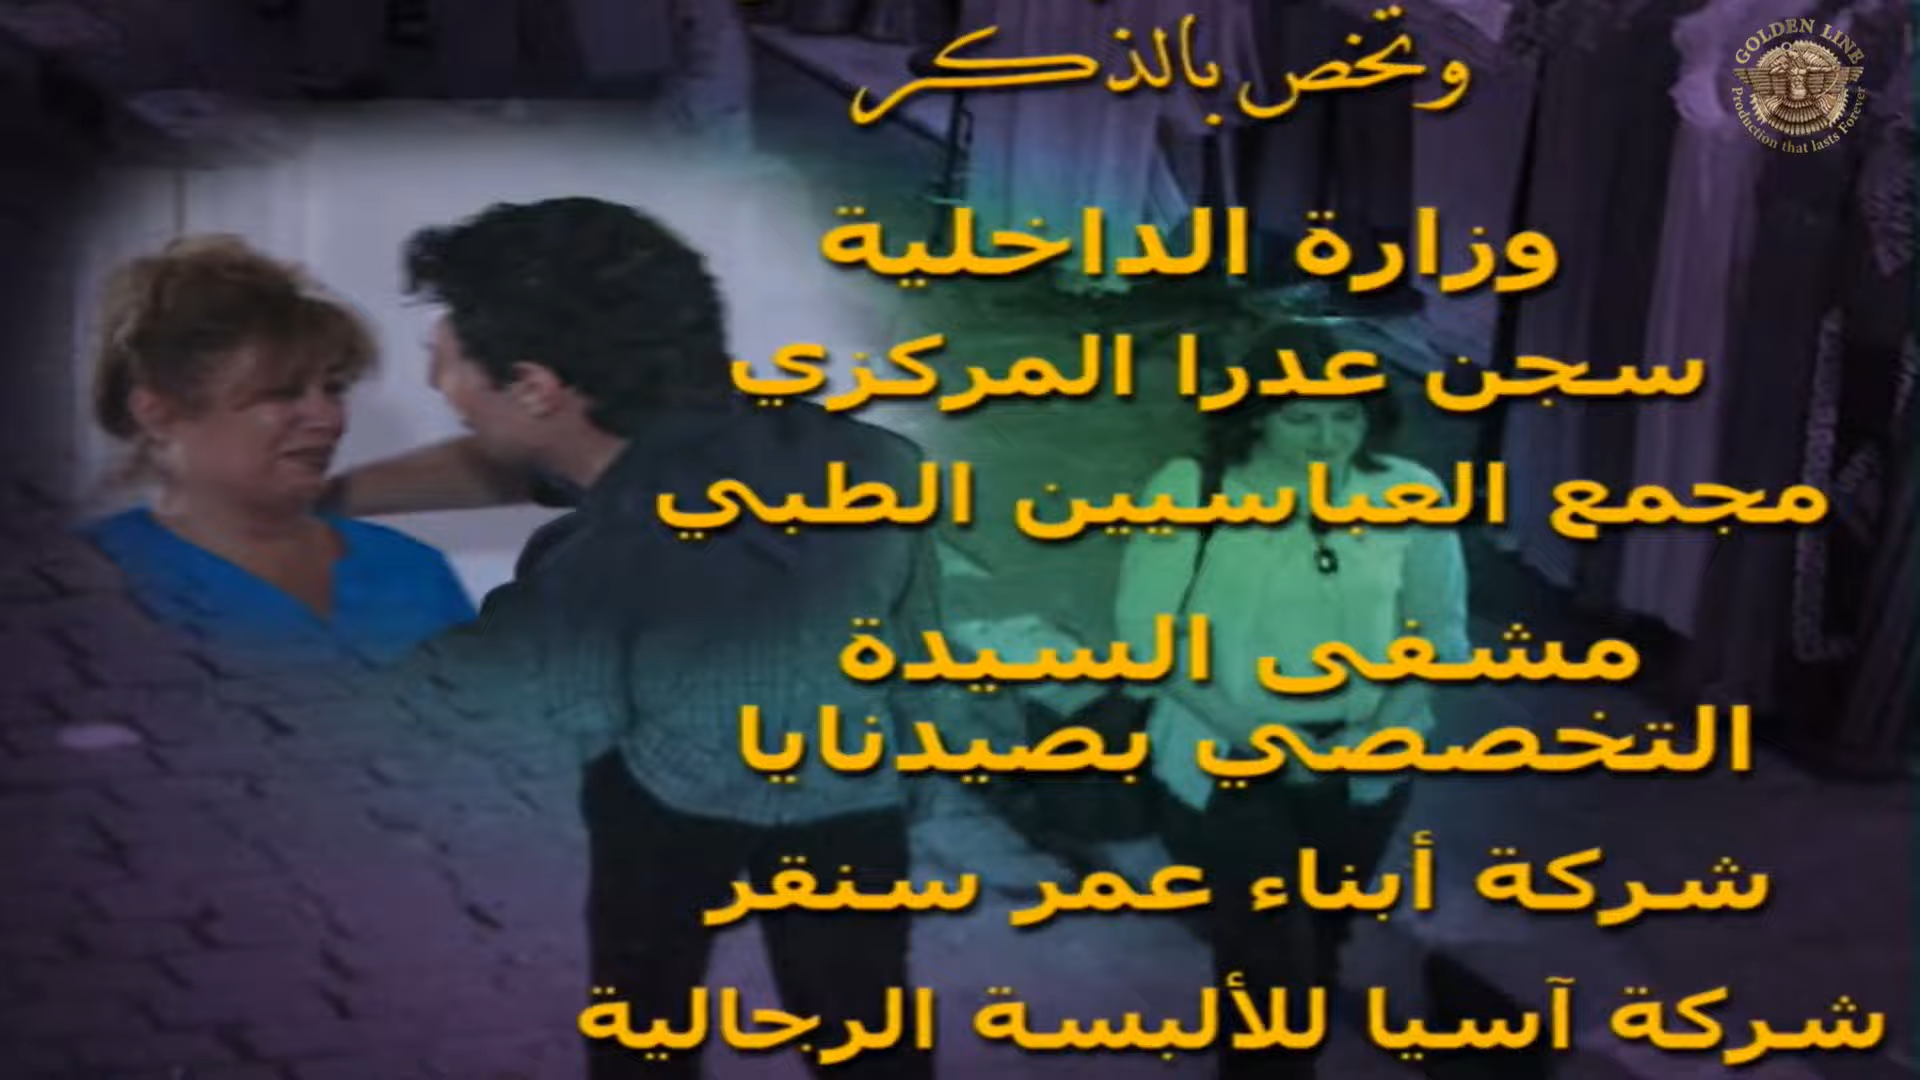 وتخص بالذكر
GOLDEN LINE
Production that lasts Forever
وزارة الداخلية
سجن عدرا المركزي
مجمع العباسيين الطبي
مشفى السيدة
التخصصي بصيدنايا
شركة أبناء عمر سنقر
شركة آسيا للألبسة الرجالية